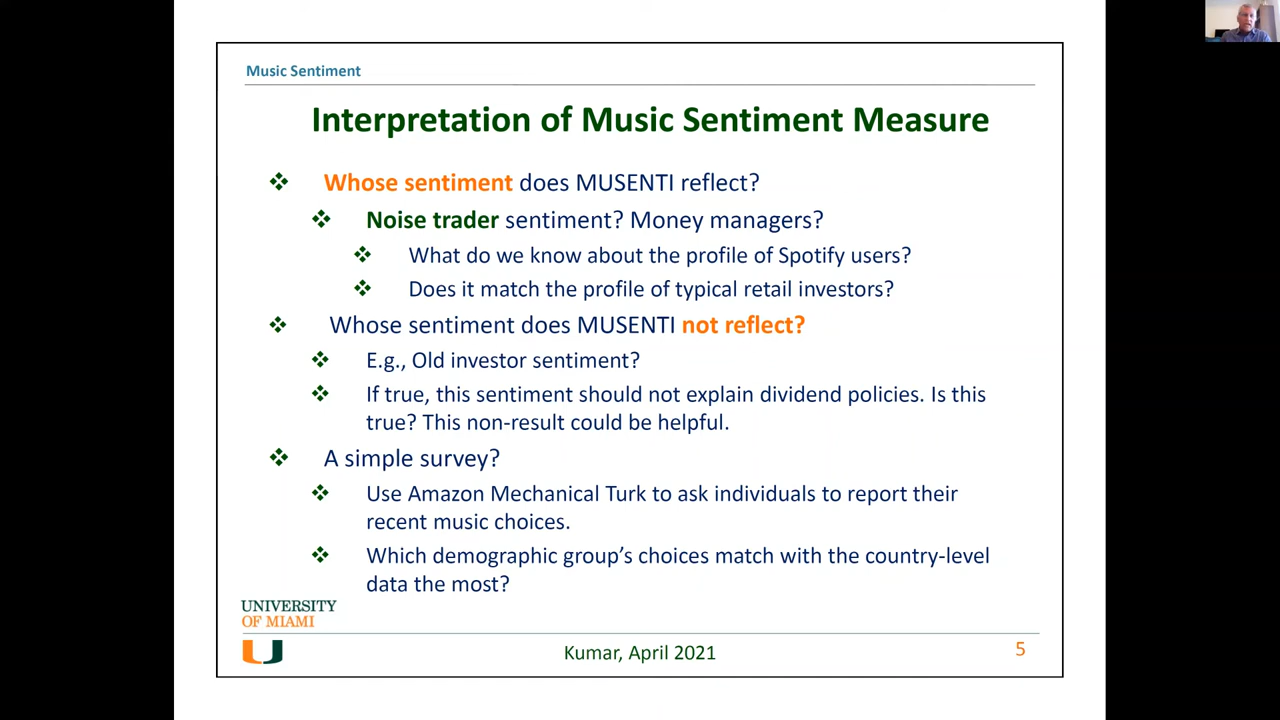 Music Sentiment
Interpretation of Music Sentiment Measure
Whose sentiment does MUSENTI reflect?
Noise trader sentiment? Money managers?
What do we know about the profile of Spotify users?
Does it match the profile of typical retail investors?
Whose sentiment does MUSENTI not reflect?
E.g., Old investor sentiment?
If true, this sentiment should not explain dividend policies. Is this
true? This non-result could be helpful.
A simple survey?
Use Amazon Mechanical Turk to ask individuals to report their
recent music choices.
Which demographic group's choices match with the country-level
data the most?
UNIVERSITY
OF MIAMI
Kumar, April 2021
5